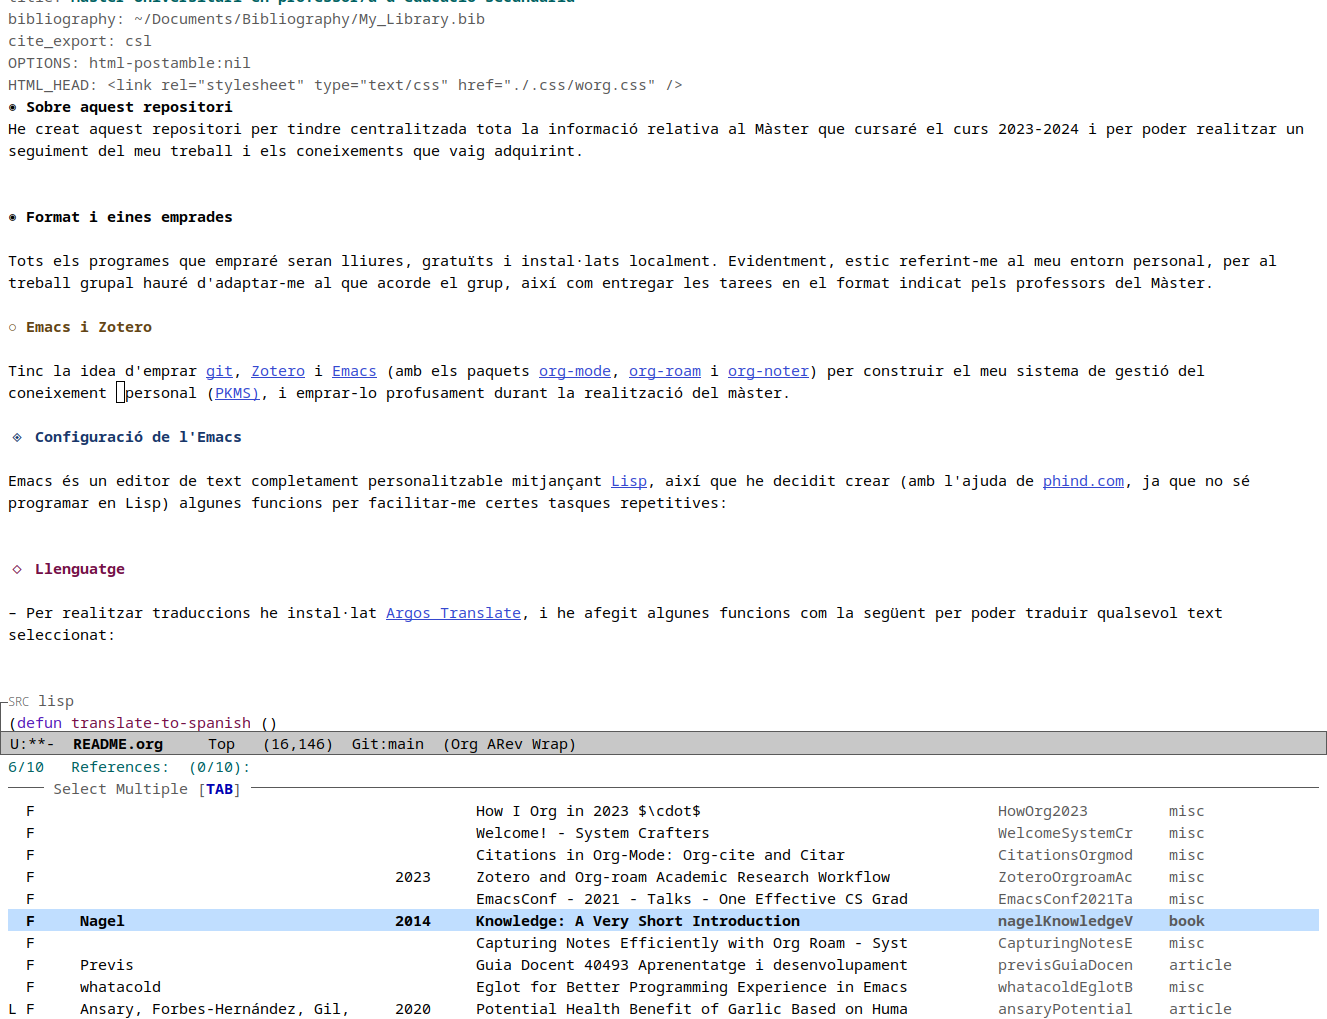 bibliography: ~/Documents/Bibliography/My_Library.bib
cite_export: csl
OPTIONS: html-postamble:nil
HTML_HEAD: <link rel="stylesheet" type="text/css" href="./.css/worg.css" />
Sobre aquest repositori
He creat aquest repositori per tindre centralitzada tota la informació relativa al Màster que cursaré el curs 2023-2024 i per poder realitzar un
seguiment del meu treball i els coneixements que vaig adquirint.
Format i eines emprades
Tots els programes que empraré seran lliures, gratuïts i instal·lats localment. Evidentment, estic referint-me al meu entorn personal, per al
treball grupal hauré d'adaptar-me al que acorde el grup, així com entregar les tarees en el format indicat pels professors del Màster.
Emacs i Zotero
Tinc la idea d'emprar git, Zotero i Emacs (amb els paquets org-mode, org-roam i org-noter) per construir el meu sistema de gestió del
coneixement personal (PKMS), i emprar-lo profusament durant la realització del màster.
Configuració de l'Emacs
Emacs és un editor de text completament personalitzable mitjançant Lisp, així que he decidit crear (amb l'ajuda de phind.com, ja que no sé
programar en Lisp) algunes funcions per facilitar-me certes tasques repetitives:
Llenguatge
– Per realitzar traduccions he instal·lat Argos Translate, i he afegit algunes funcions com la següent per poder traduir qualsevol text
seleccionat:
SRC lisp
(defun translate-to-spanish ()
U:**- README.org Top (16,146) Git:main (Org ARev Wrap)
6/10 References: (0/10):
Select Multiple [TAB]
F How I Org in 2023 $\cdot$ HowOrg2023 misc
F Welcome! - System Crafters WelcomeSystemCr misc
F Citations in Org-Mode: Org-cite and Citar CitationsOrgmod misc
F 2023 Zotero and Org-roam Academic Research Workflow ZoteroOrgroamAc misc
F EmacsConf - 2021 - Talks - One Effective CS Grad EmacsConf2021Ta misc
F Nagel 2014 Knowledge: A Very Short Introduction nagelKnowledgeV book
F Capturing Notes Efficiently with Org Roam - Syst CapturingNotesE misc
F Previs Guia Docent 40493 Aprenentatge i desenvolupament previsGuiaDocen article
F whatacold Eglot for Better Programming Experience in Emacs whatacoldEglotB misc
L F Ansary, Forbes-Hernández, Gil, 2020 Potential Health Benefit of Garlic Based on Huma ansaryPotential article